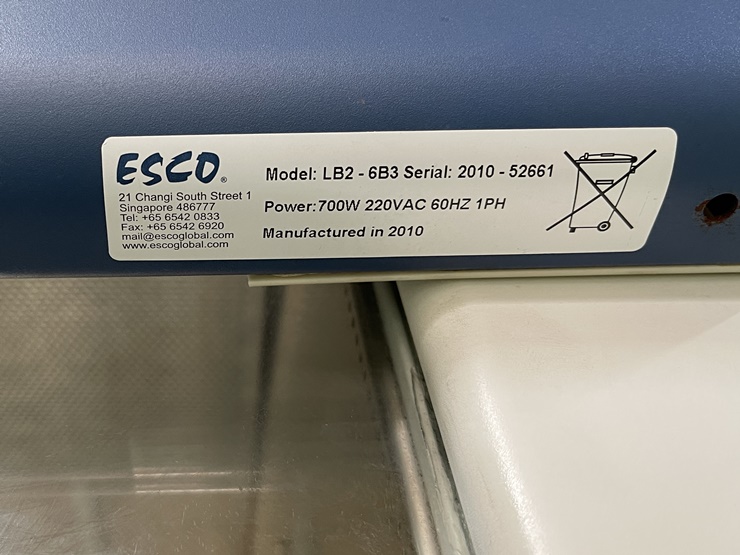 ESCO®
21 Changi South Street 1
Singapore 486777
Tel: +65 6542 0833
Fax: +65 6542 6920
mail@escoglobal.com
www.escoglobal.com
Model: LB2 - 6B3 Serial: 2010 - 52661
Power:700W 220VAC 60HZ 1PH
Manufactured in 2010